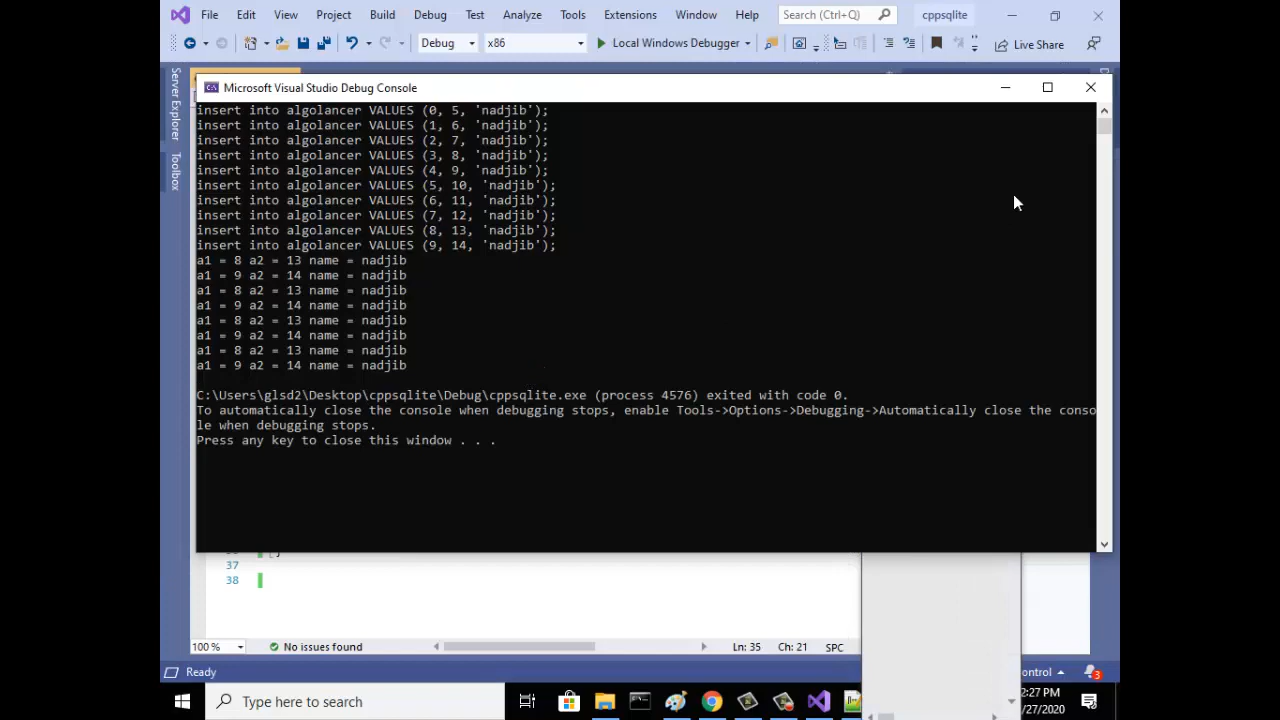 File Edit View Project Build Debug Test Analyze Tools Extensions Window Help Search (Ctrl+Q) cppsqlite
Debug x86 Local Windows Debugger Live Share
Server Explorer
Toolbox
Microsoft Visual Studio Debug Console
insert into algolancer VALUES (0, 5, 'nadjib');
insert into algolancer VALUES (1, 6, 'nadjib');
insert into algolancer VALUES (2, 7, 'nadjib');
insert into algolancer VALUES (3, 8, 'nadjib');
insert into algolancer VALUES (4, 9, 'nadjib');
insert into algolancer VALUES (5, 10, 'nadjib');
insert into algolancer VALUES (6, 11, 'nadjib');
insert into algolancer VALUES (7, 12, 'nadjib');
insert into algolancer VALUES (8, 13, 'nadjib');
insert into algolancer VALUES (9, 14, 'nadjib');
a1 = 8 a2 = 13 name = nadjib
a1 = 9 a2 = 14 name = nadjib
a1 = 8 a2 = 13 name = nadjib
a1 = 9 a2 = 14 name = nadjib
a1 = 8 a2 = 13 name = nadjib
a1 = 9 a2 = 14 name = nadjib
a1 = 8 a2 = 13 name = nadjib
a1 = 9 a2 = 14 name = nadjib
C:\Users\glsd2\Desktop\cppsqlite\Debug\cppsqlite.exe (process 4576) exited with code 0.
To automatically close the console when debugging stops, enable Tools->Options->Debugging->Automatically close the conso
le when debugging stops.
Press any key to close this window . . .
37
38
100 % No issues found Ln: 35 Ch: 21 SPC
Ready ontrol 3
Type here to search 2:27 PM
/27/2020